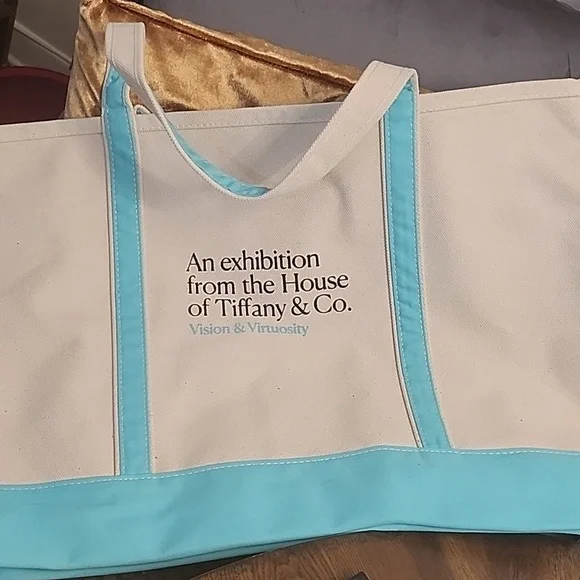 An exhibition
from the House
of Tiffany & Co.
Vision & Virtuosity